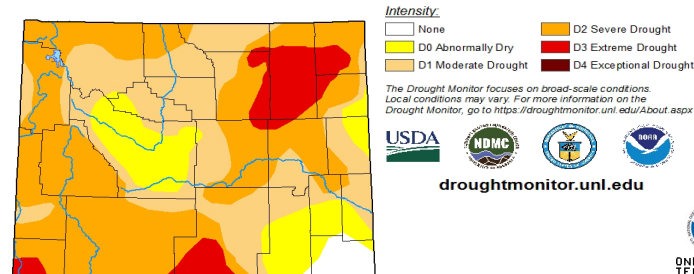 Intensity:
None
D0 Abnormally Dry
D1 Moderate Drought
D2 Severe Drought
D3 Extreme Drought
D4 Exceptional Drought
The Drought Monitor focuses on broad-scale conditions.
Local conditions may vary. For more information on the
Drought Monitor, go to https://droughtmonitor.unl.edu/About.aspx
USDA
NDMC
NOAA
droughtmonitor.unl.edu